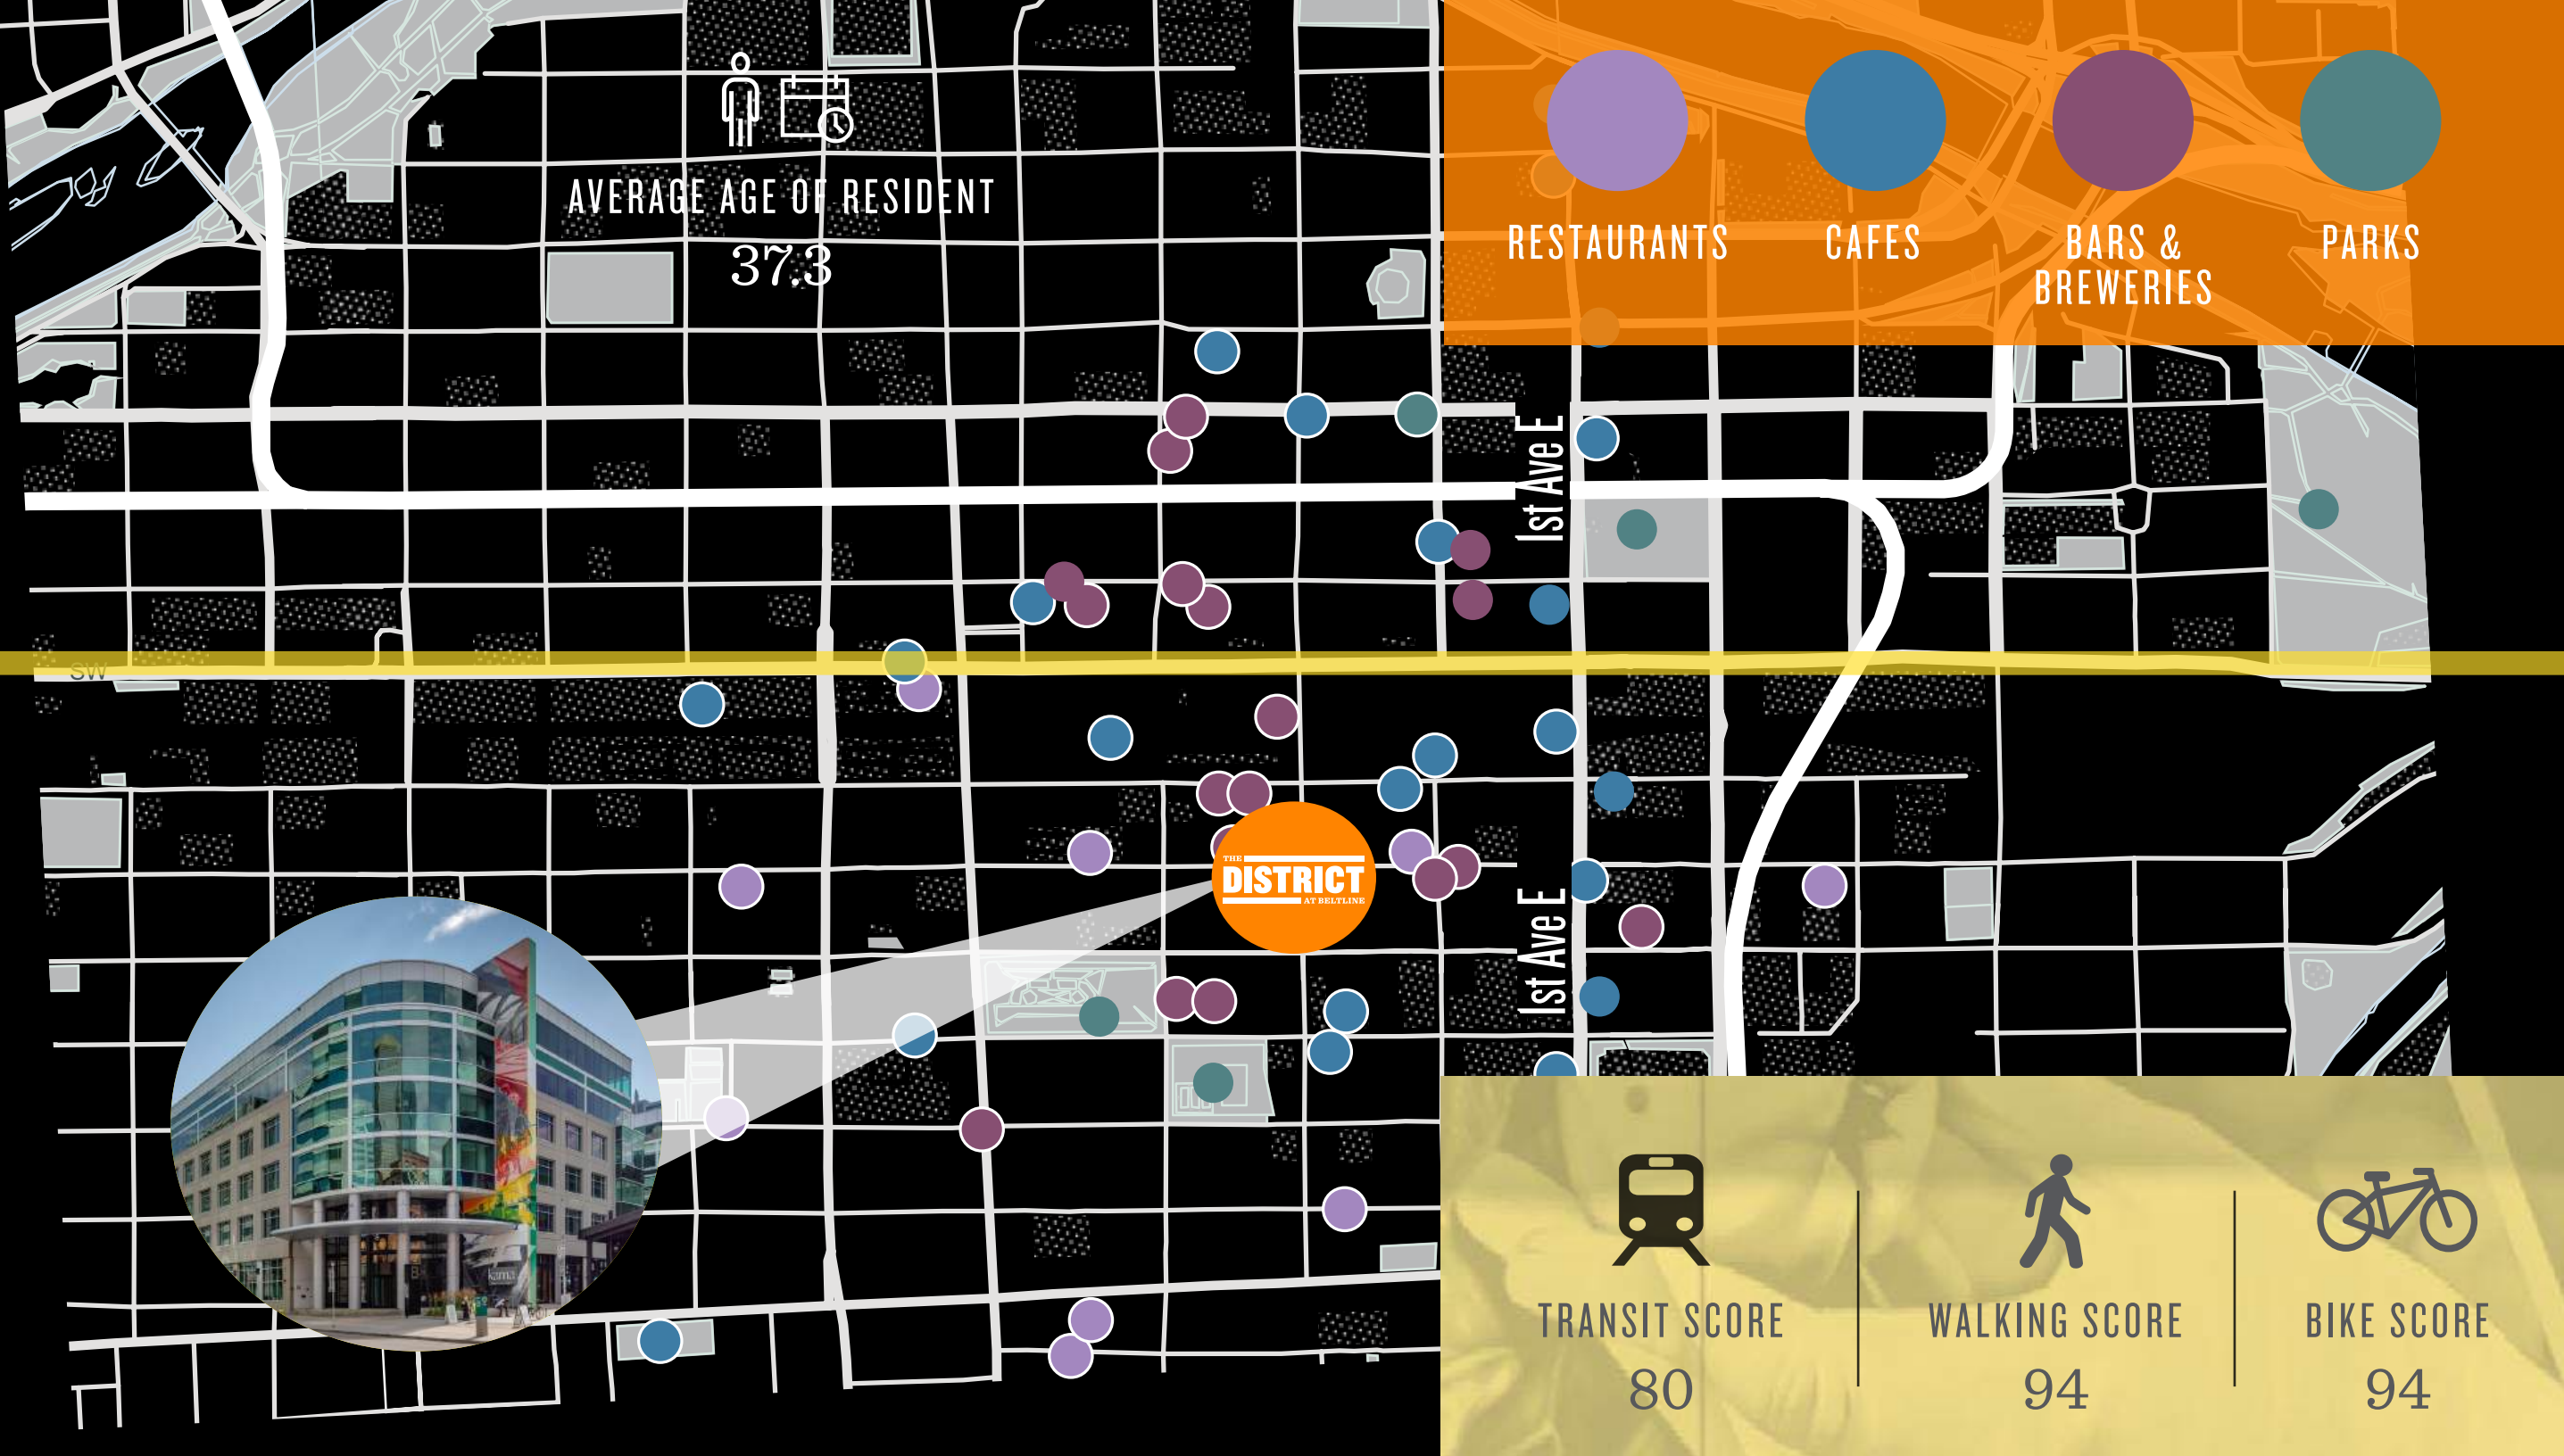 AVERAGE AGE OF RESIDENT
37.3
RESTAURANTS
CAFES
BARS &
BREWERIES
PARKS
1st Ave E
SW
THE
DISTRICT
AT BELTLINE
1st Ave E
kama
TRANSIT SCORE
80
WALKING SCORE
94
BIKE SCORE
94